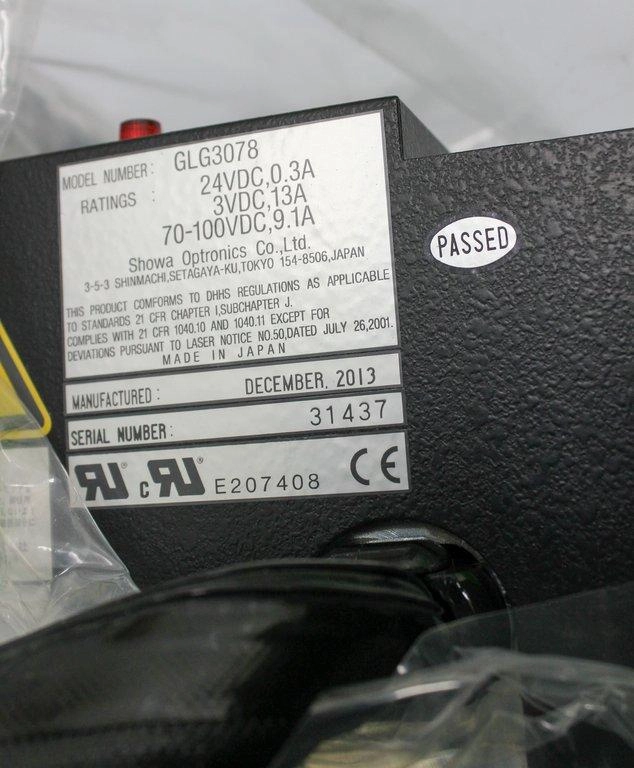 MODEL NUMBER: GLG3078
RATINGS : 24VDC,0.3A
3VDC,13A
70-100VDC,9.1A
Showa Optronics Co.,Ltd.
3-5-3 SHINMACHI,SETAGAYA-KU,TOKYO 154-8506,JAPAN
THIS PRODUCT CONFORMS TO DHHS REGULATIONS AS APPLICABLE
TO STANDARDS 21 CFR CHAPTER I,SUBCHAPTER J.
COMPLIES WITH 21 CFR 1040.10 AND 1040.11 EXCEPT FOR
DEVIATIONS PURSUANT TO LASER NOTICE NO.50,DATED JULY 26,2001.
MADE IN JAPAN
MANUFACTURED: DECEMBER, 2013
SERIAL NUMBER: 31437
RU® cRU® E207408 CE
PASSED